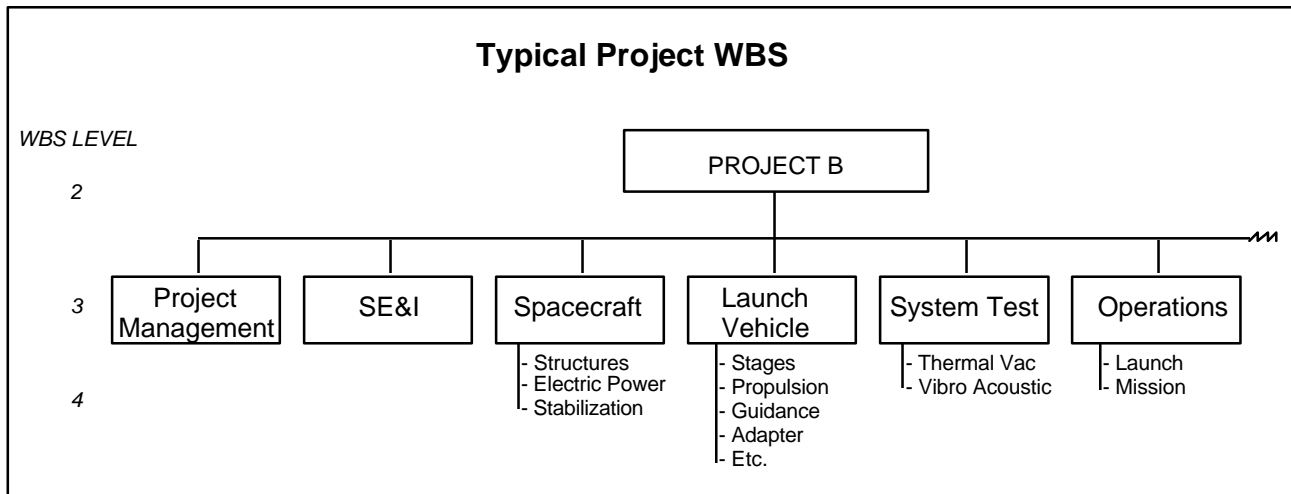 Typical Project WBS
WBS LEVEL
2
PROJECT B
3
Project
Management
SE&I
Spacecraft
Launch
Vehicle
System Test
Operations
4
- Structures
- Electric Power
- Stabilization
- Stages
- Propulsion
- Guidance
- Adapter
- Etc.
- Thermal Vac
- Vibro Acoustic
- Launch
- Mission